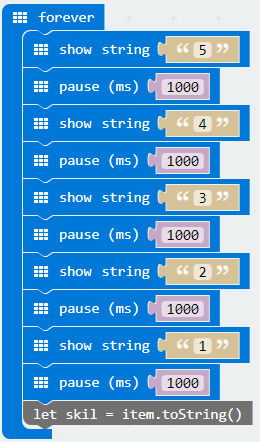 forever
show string “ 5 ”
pause (ms) 1000
show string “ 4 ”
pause (ms) 1000
show string “ 3 ”
pause (ms) 1000
show string “ 2 ”
pause (ms) 1000
show string “ 1 ”
pause (ms) 1000
let skil = item.toString()